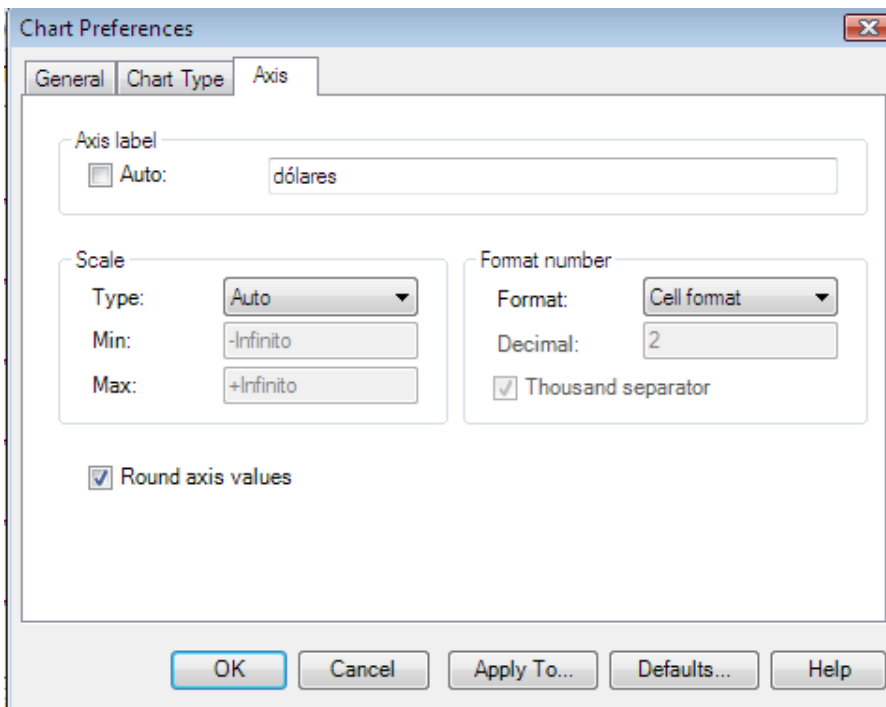 Chart Preferences
General Chart Type Axis
Axis label
Auto: dólares
Scale
Type: Auto
Min: -Infinito
Max: +Infinito
Format number
Format: Cell format
Decimal: 2
Thousand separator
Round axis values
OK Cancel Apply To... Defaults... Help